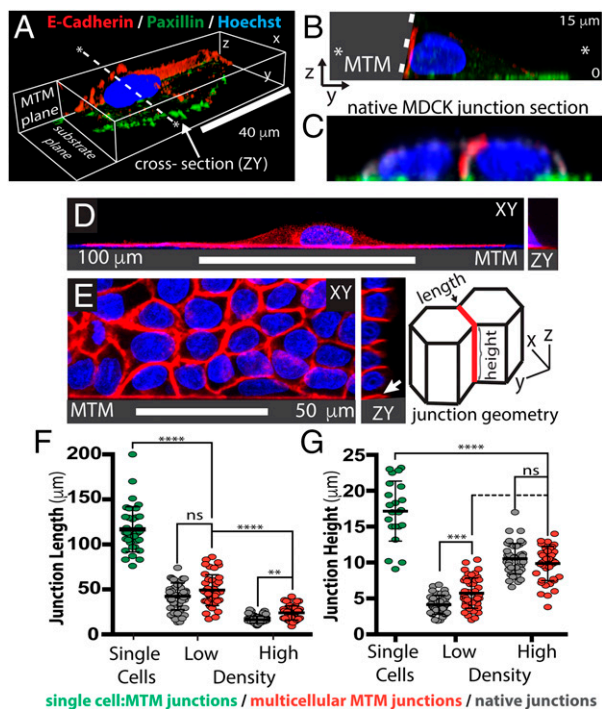 A
E-Cadherin / Paxillin / Hoechst
*
z
x
y
MTM
plane
substrate
plane
*
40 μm
cross- section (ZY)
B
15 μm
*
MTM
*
0
z
y
native MDCK junction section
C
D
XY
100 μm
MTM
ZY
E
XY
MTM
50 μm
ZY
length
height
x
z
y
junction geometry
F
Junction Length (μm)
200
150
100
50
0
****
ns
****
**
Single
Cells
Low
High
Density
G
Junction Height (μm)
25
20
15
10
5
0
****
ns
***
Single
Cells
Low
High
Density
single cell:MTM junctions / multicellular MTM junctions / native junctions